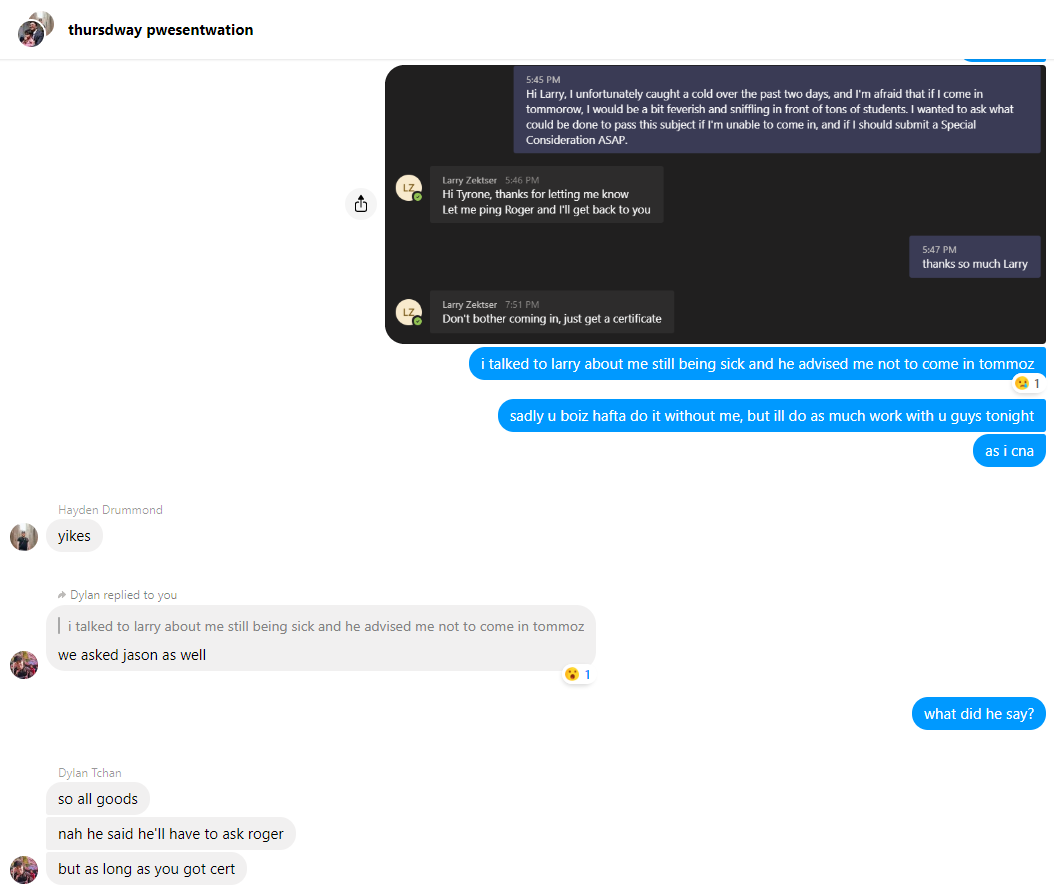 thursdway pwesentwation
5:45 PM
Hi Larry, I unfortunately caught a cold over the past two days, and I'm afraid that if I come in
tommorow, I would be a bit feverish and sniffling in front of tons of students. I wanted to ask what
could be done to pass this subject if I'm unable to come in, and if I should submit a Special
Consideration ASAP.
LZ
Larry Zektser 5:46 PM
Hi Tyrone, thanks for letting me know
Let me ping Roger and I'll get back to you
5:47 PM
thanks so much Larry
LZ
Larry Zektser 7:51 PM
Don't bother coming in, just get a certificate
i talked to larry about me still being sick and he advised me not to come in tommoz
1
sadly u boiz hafta do it without me, but ill do as much work with u guys tonight
as i cna
Hayden Drummond
yikes
Dylan replied to you
i talked to larry about me still being sick and he advised me not to come in tommoz
we asked jason as well
1
what did he say?
Dylan Tchan
so all goods
nah he said he'll have to ask roger
but as long as you got cert